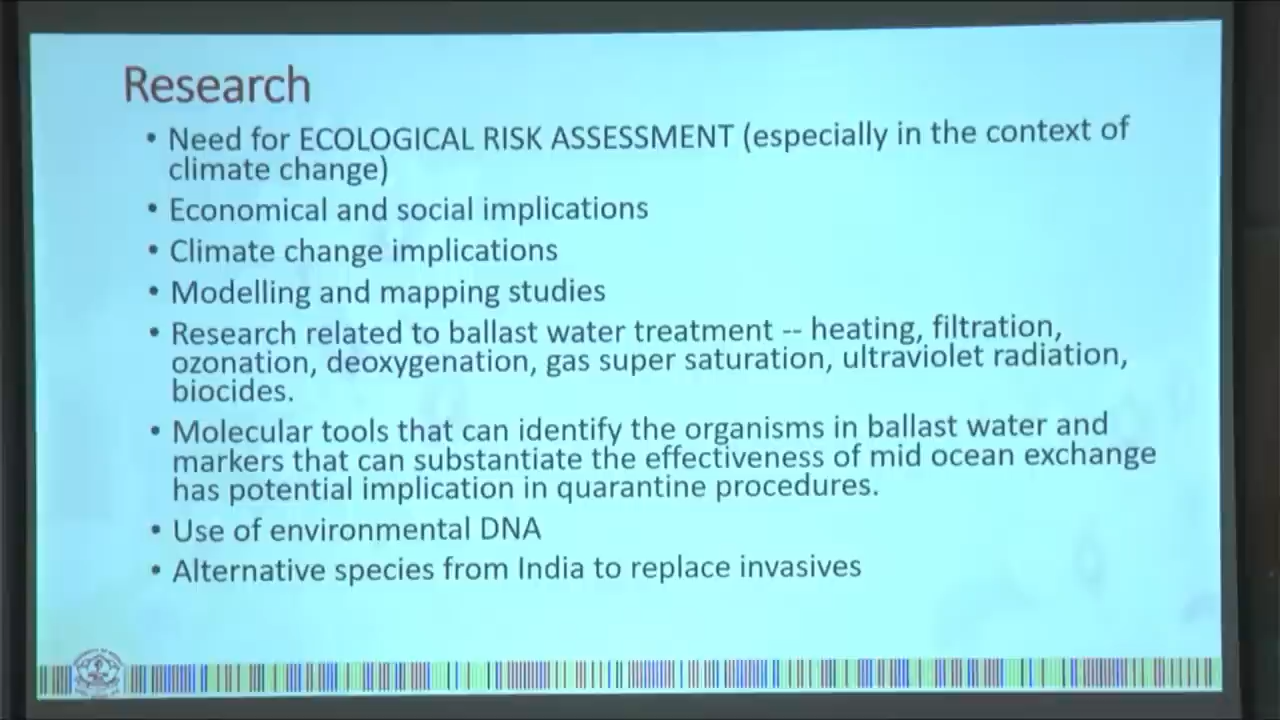 Research
• Need for ECOLOGICAL RISK ASSESSMENT (especially in the context of
climate change)
• Economical and social implications
• Climate change implications
• Modelling and mapping studies
• Research related to ballast water treatment -- heating, filtration,
ozonation, deoxygenation, gas super saturation, ultraviolet radiation,
biocides.
• Molecular tools that can identify the organisms in ballast water and
markers that can substantiate the effectiveness of mid ocean exchange
has potential implication in quarantine procedures.
• Use of environmental DNA
• Alternative species from India to replace invasives